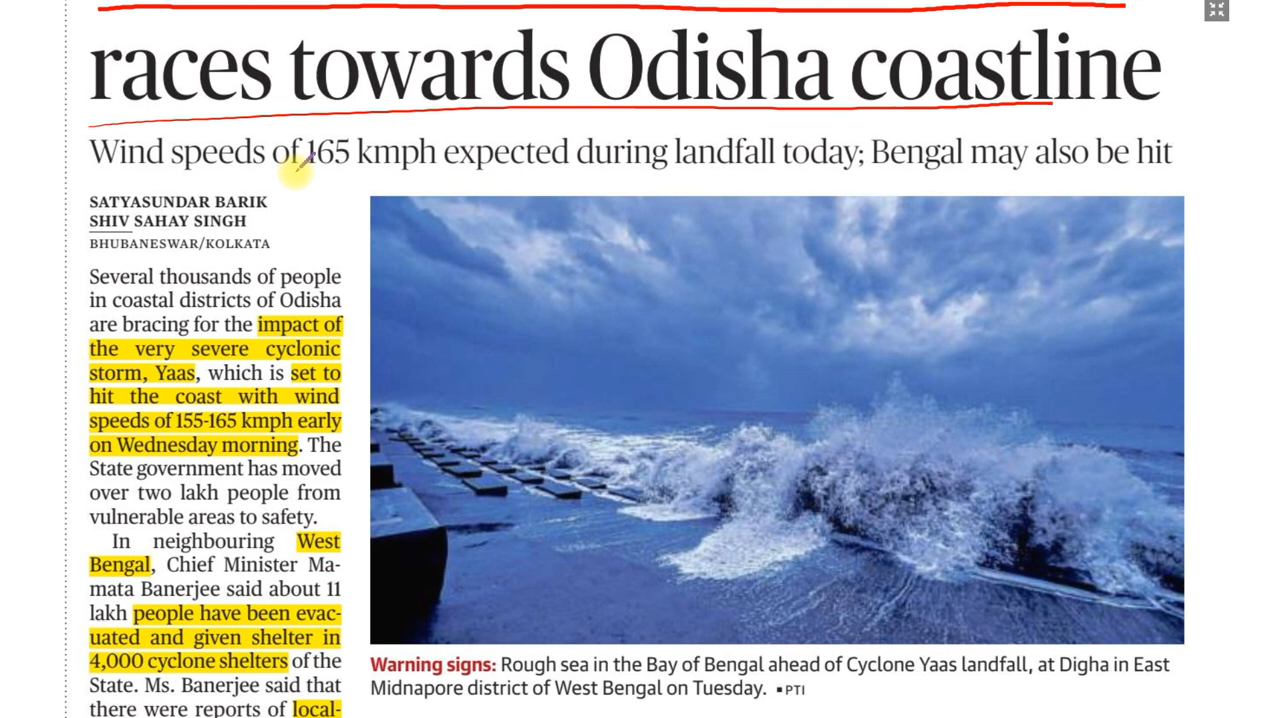 races towards Odisha coastline
Wind speeds of 165 kmph expected during landfall today; Bengal may also be hit
SATYASUNDAR BARIK
SHIV SAHAY SINGH
BHUBANESWAR/KOLKATA
Several thousands of people
in coastal districts of Odisha
are bracing for the impact of
the very severe cyclonic
storm, Yaas, which is set to
hit the coast with wind
speeds of 155-165 kmph early
on Wednesday morning. The
State government has moved
over two lakh people from
vulnerable areas to safety.
In neighbouring West
Bengal, Chief Minister Ma-
mata Banerjee said about 11
lakh people have been evac-
uated and given shelter in
4,000 cyclone shelters of the
State. Ms. Banerjee said that
there were reports of local-
Warning signs: Rough sea in the Bay of Bengal ahead of Cyclone Yaas landfall, at Digha in East
Midnapore district of West Bengal on Tuesday. ▪ PTI